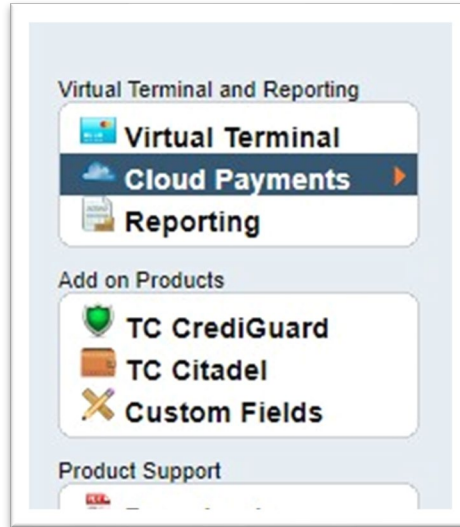 Virtual Terminal and Reporting
Virtual Terminal
Cloud Payments
Reporting
Add on Products
TC CrediGuard
TC Citadel
Custom Fields
Product Support